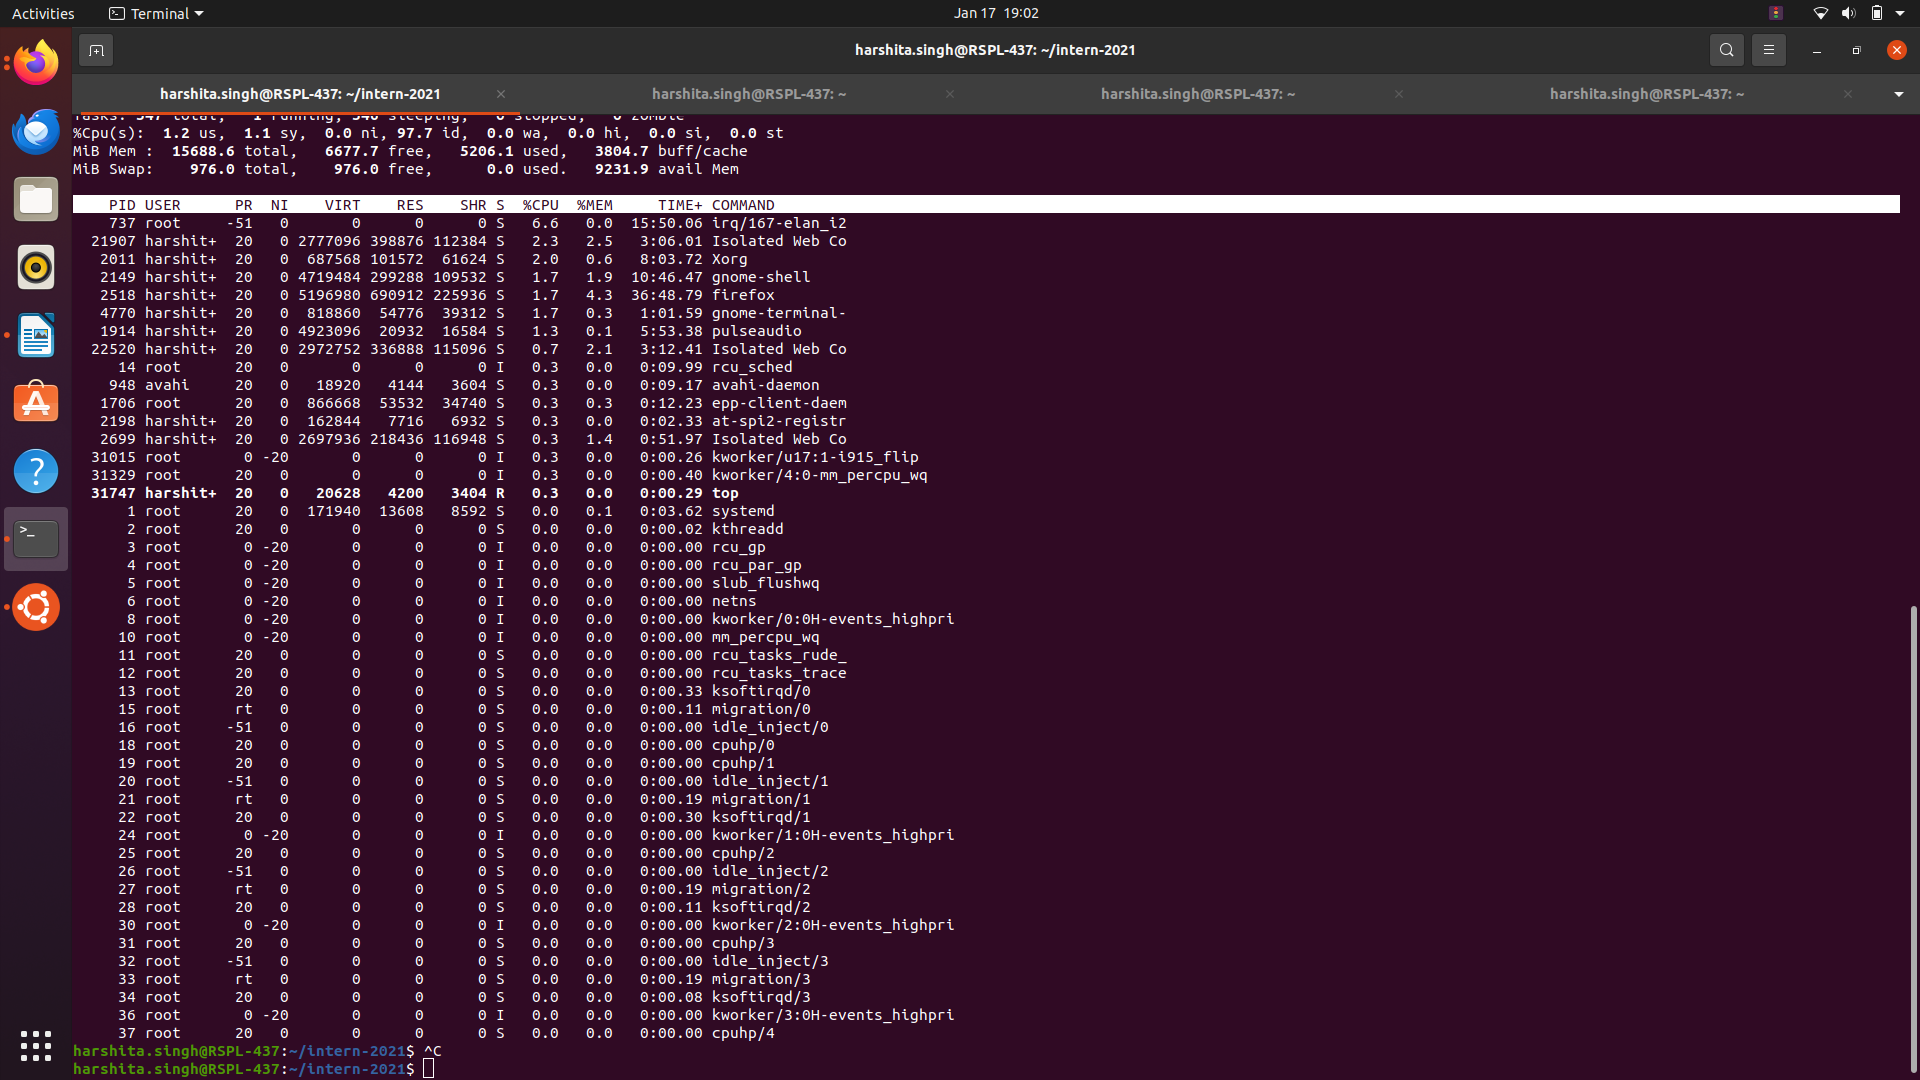 Activities
Terminal
Jan 17 19:02
harshita.singh@RSPL-437: ~/intern-2021
harshita.singh@RSPL-437: ~/intern-2021 harshita.singh@RSPL-437: ~ harshita.singh@RSPL-437: ~ harshita.singh@RSPL-437: ~
Tasks: 347 total, 1 running, 346 sleeping, 0 stopped, 0 zombie
%Cpu(s): 1.2 us, 1.1 sy, 0.0 ni, 97.7 id, 0.0 wa, 0.0 hi, 0.0 si, 0.0 st
MiB Mem : 15688.6 total, 6677.7 free, 5206.1 used, 3804.7 buff/cache
MiB Swap: 976.0 total, 976.0 free, 0.0 used. 9231.9 avail Mem
PID USER PR NI VIRT RES SHR S %CPU %MEM TIME+ COMMAND
737 root -51 0 0 0 0 S 6.6 0.0 15:50.06 irq/167-elan_i2
21907 harshit+ 20 0 2777096 398876 112384 S 2.3 2.5 3:06.01 Isolated Web Co
2011 harshit+ 20 0 687568 101572 61624 S 2.0 0.6 8:03.72 Xorg
2149 harshit+ 20 0 4719484 299288 109532 S 1.7 1.9 10:46.47 gnome-shell
2518 harshit+ 20 0 5196980 690912 225936 S 1.7 4.3 36:48.79 firefox
4770 harshit+ 20 0 818860 54776 39312 S 1.7 0.3 1:01.59 gnome-terminal-
1914 harshit+ 20 0 4923096 20932 16584 S 1.3 0.1 5:53.38 pulseaudio
22520 harshit+ 20 0 2972752 336888 115096 S 0.7 2.1 3:12.41 Isolated Web Co
14 root 20 0 0 0 0 I 0.3 0.0 0:09.99 rcu_sched
948 avahi 20 0 18920 4144 3604 S 0.3 0.0 0:09.17 avahi-daemon
1706 root 20 0 866668 53532 34740 S 0.3 0.3 0:12.23 epp-client-daem
2198 harshit+ 20 0 162844 7716 6932 S 0.3 0.0 0:02.33 at-spi2-registr
2699 harshit+ 20 0 2697936 218436 116948 S 0.3 1.4 0:51.97 Isolated Web Co
31015 root 0 -20 0 0 0 I 0.3 0.0 0:00.26 kworker/u17:1-i915_flip
31329 root 20 0 0 0 0 I 0.3 0.0 0:00.40 kworker/4:0-mm_percpu_wq
31747 harshit+ 20 0 20628 4200 3404 R 0.3 0.0 0:00.29 top
1 root 20 0 171940 13608 8592 S 0.0 0.1 0:03.62 systemd
2 root 20 0 0 0 0 S 0.0 0.0 0:00.02 kthreadd
3 root 0 -20 0 0 0 I 0.0 0.0 0:00.00 rcu_gp
4 root 0 -20 0 0 0 I 0.0 0.0 0:00.00 rcu_par_gp
5 root 0 -20 0 0 0 I 0.0 0.0 0:00.00 slub_flushwq
6 root 0 -20 0 0 0 I 0.0 0.0 0:00.00 netns
8 root 0 -20 0 0 0 I 0.0 0.0 0:00.00 kworker/0:0H-events_highpri
10 root 0 -20 0 0 0 I 0.0 0.0 0:00.00 mm_percpu_wq
11 root 20 0 0 0 0 S 0.0 0.0 0:00.00 rcu_tasks_rude_
12 root 20 0 0 0 0 S 0.0 0.0 0:00.00 rcu_tasks_trace
13 root 20 0 0 0 0 S 0.0 0.0 0:00.33 ksoftirqd/0
15 root rt 0 0 0 0 S 0.0 0.0 0:00.11 migration/0
16 root -51 0 0 0 0 S 0.0 0.0 0:00.00 idle_inject/0
18 root 20 0 0 0 0 S 0.0 0.0 0:00.00 cpuhp/0
19 root 20 0 0 0 0 S 0.0 0.0 0:00.00 cpuhp/1
20 root -51 0 0 0 0 S 0.0 0.0 0:00.00 idle_inject/1
21 root rt 0 0 0 0 S 0.0 0.0 0:00.19 migration/1
22 root 20 0 0 0 0 S 0.0 0.0 0:00.30 ksoftirqd/1
24 root 0 -20 0 0 0 I 0.0 0.0 0:00.00 kworker/1:0H-events_highpri
25 root 20 0 0 0 0 S 0.0 0.0 0:00.00 cpuhp/2
26 root -51 0 0 0 0 S 0.0 0.0 0:00.00 idle_inject/2
27 root rt 0 0 0 0 S 0.0 0.0 0:00.19 migration/2
28 root 20 0 0 0 0 S 0.0 0.0 0:00.11 ksoftirqd/2
30 root 0 -20 0 0 0 I 0.0 0.0 0:00.00 kworker/2:0H-events_highpri
31 root 20 0 0 0 0 S 0.0 0.0 0:00.00 cpuhp/3
32 root -51 0 0 0 0 S 0.0 0.0 0:00.00 idle_inject/3
33 root rt 0 0 0 0 S 0.0 0.0 0:00.19 migration/3
34 root 20 0 0 0 0 S 0.0 0.0 0:00.08 ksoftirqd/3
36 root 0 -20 0 0 0 I 0.0 0.0 0:00.00 kworker/3:0H-events_highpri
37 root 20 0 0 0 0 S 0.0 0.0 0:00.00 cpuhp/4
harshita.singh@RSPL-437:~/intern-2021$ ^C
harshita.singh@RSPL-437:~/intern-2021$